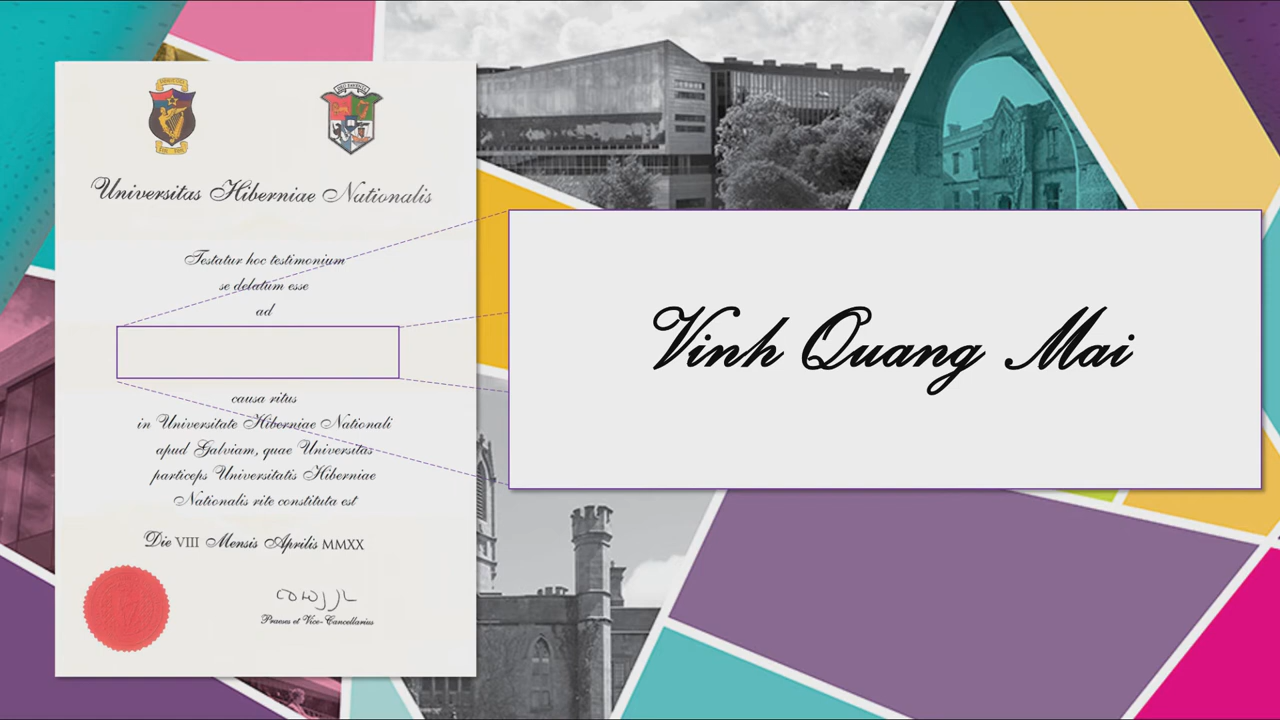 Universitas Hiberniae Nationalis
Testatur hoc testimonium
se delatum esse
ad
causa ritus
in Universitate Hiberniae Nationali
apud Galviam, quae Universitas
particeps Universitatis Hiberniae
Nationalis rite constituta est
Die VIII Mensis Aprilis MMXX
Praeses et Vice-Cancellarius
Vinh Quang Mai